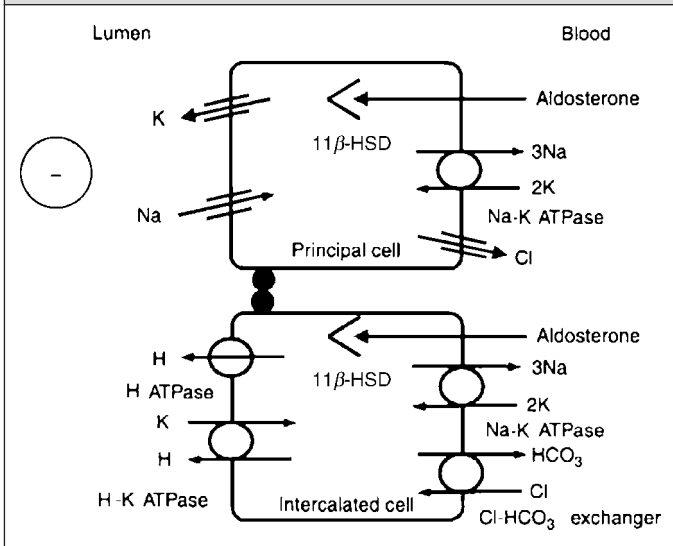 Lumen
Blood
K
Aldosterone
11β-HSD
3Na
2K
Na-K ATPase
–
Na
Cl
Principal cell
Aldosterone
H
11β-HSD
3Na
H ATPase
2K
K
Na-K ATPase
HCO3
H
Cl
H-K ATPase
Intercalated cell
Cl-HCO3 exchanger